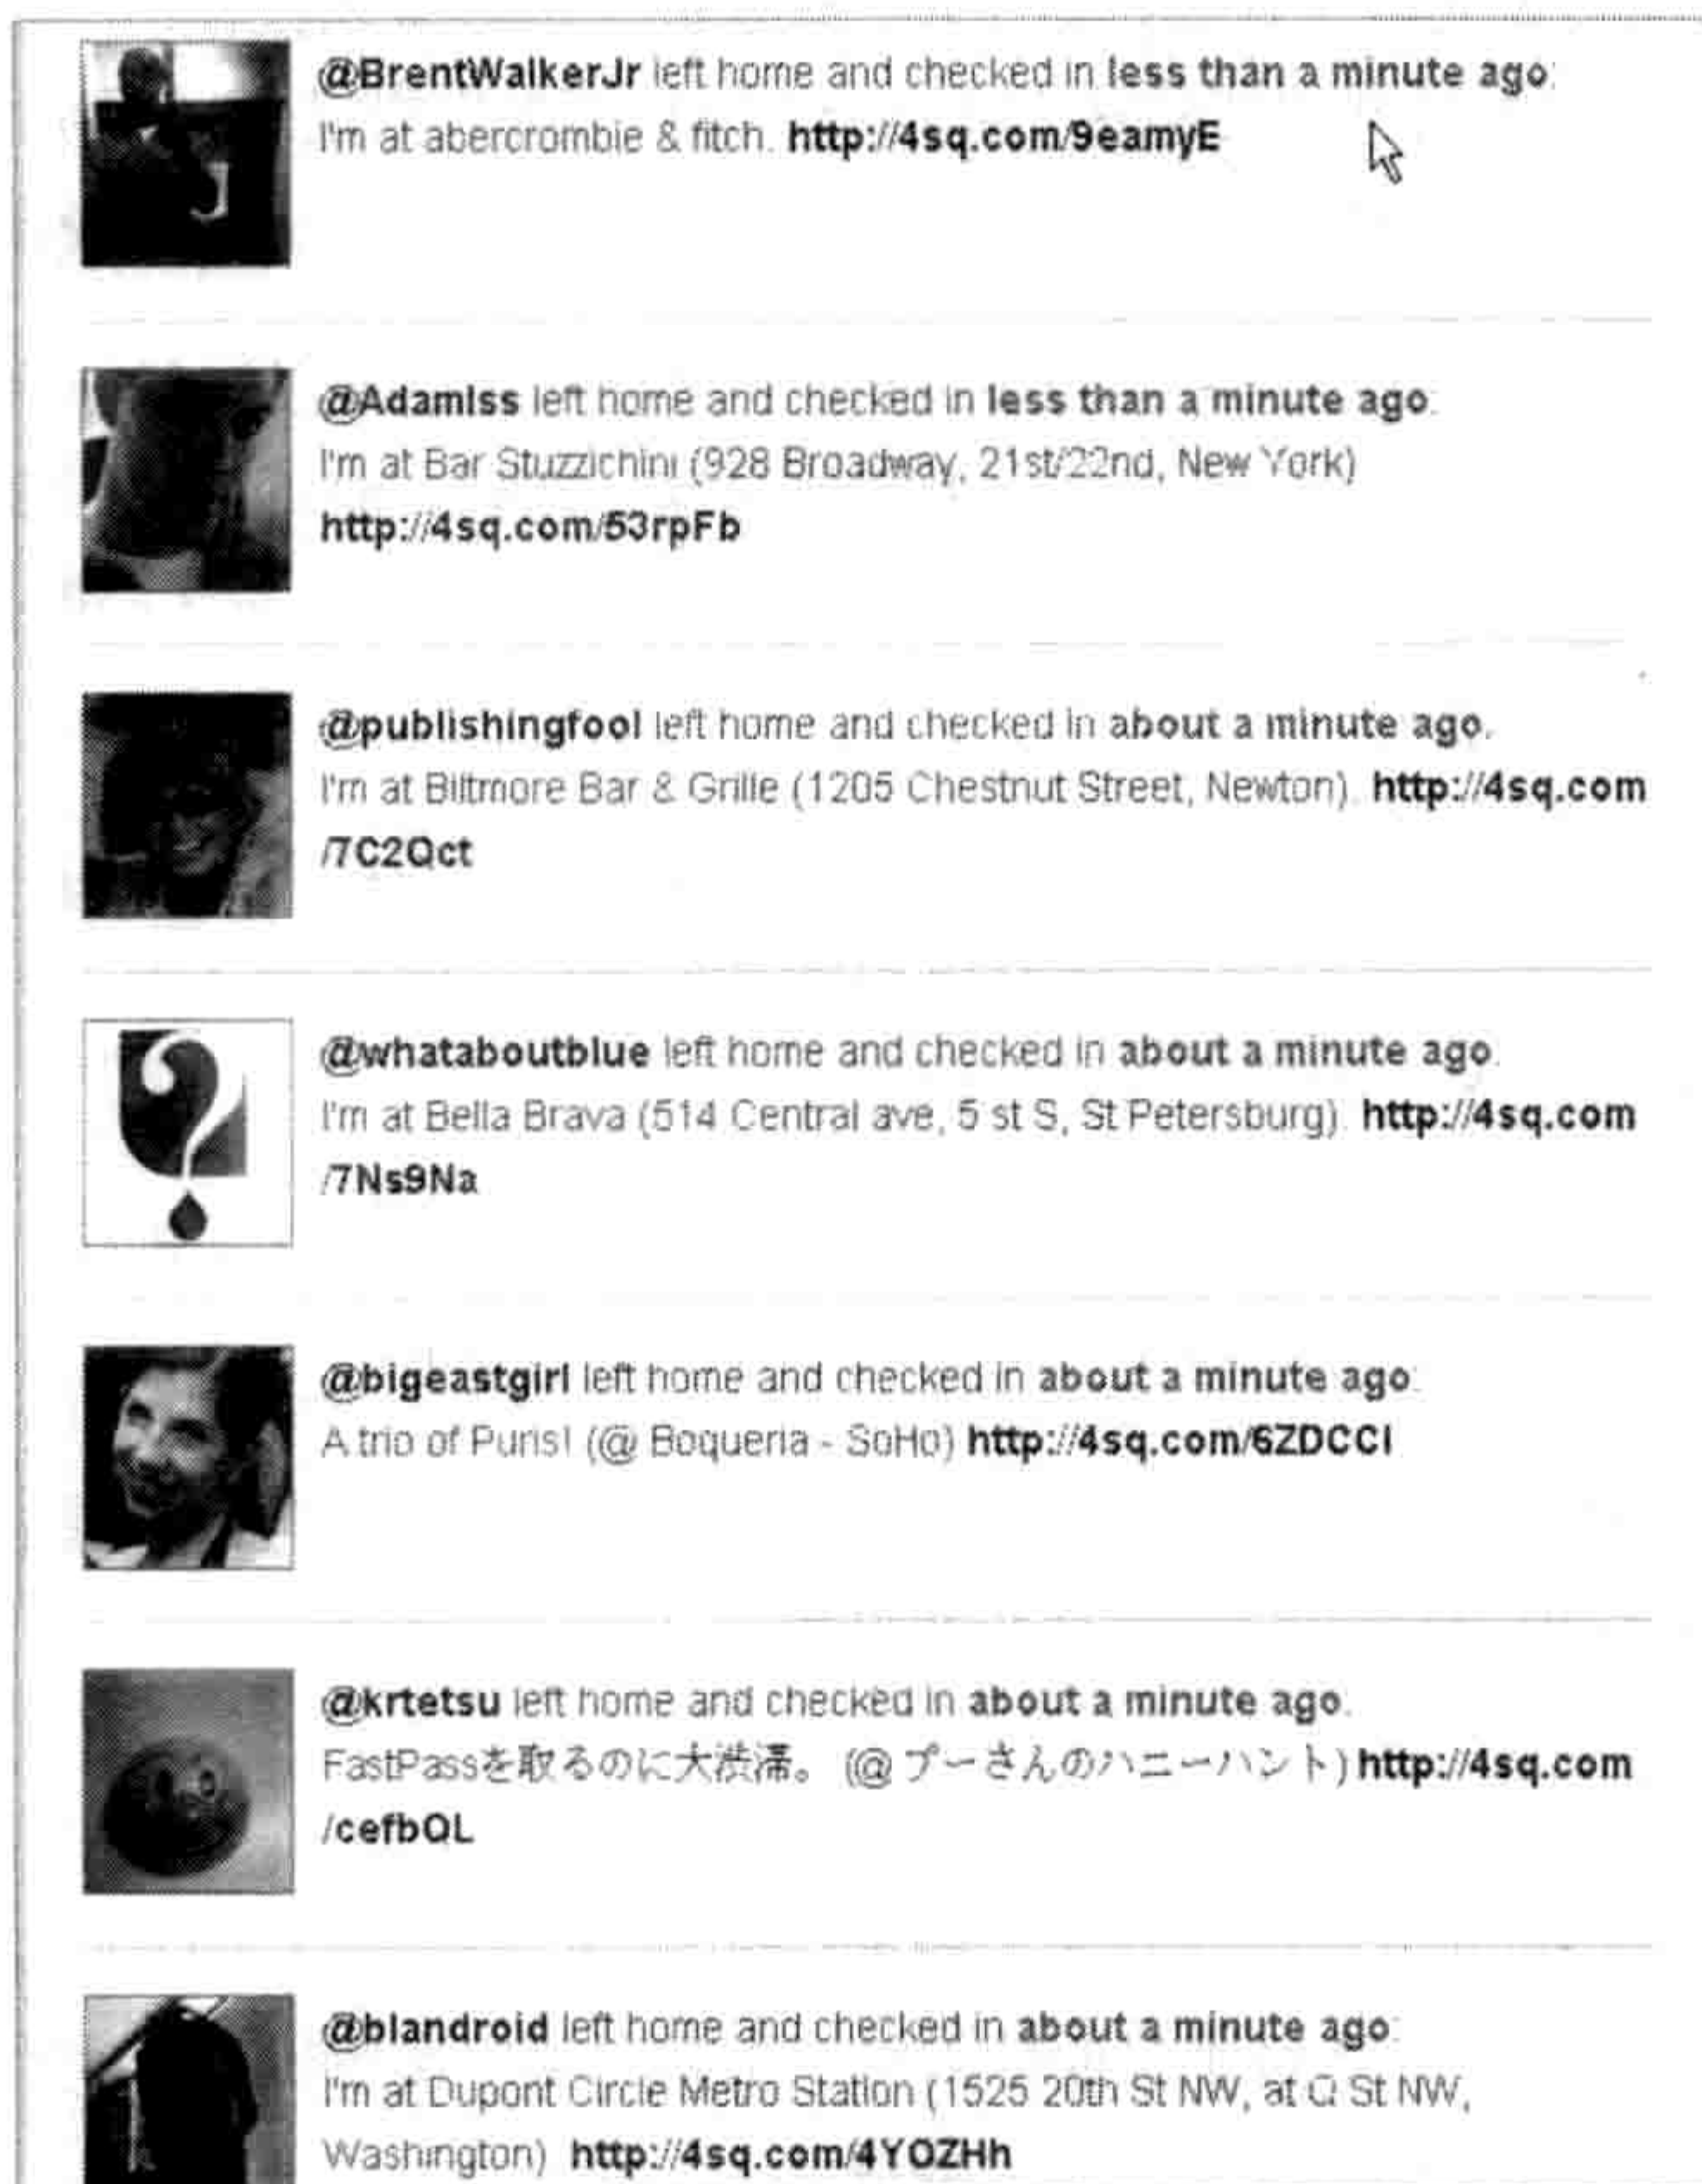 @BrentWalkerJr left home and checked in less than a minute ago:
I'm at abercrombie & fitch. http://4sq.com/9eamyE
@AdamIss left home and checked in less than a minute ago:
I'm at Bar Stuzzichini (928 Broadway, 21st/22nd, New York)
http://4sq.com/53rpFb
@publishingfool left home and checked in about a minute ago:
I'm at Biltmore Bar & Grille (1205 Chestnut Street, Newton). http://4sq.com
/7C2Qct
@whataboutblue left home and checked in about a minute ago:
I'm at Bella Brava (514 Central ave, 5 st S, St Petersburg). http://4sq.com
/7Ns9Na
@bigeastgirl left home and checked in about a minute ago:
A trio of Puris! (@ Boqueria - SoHo) http://4sq.com/6ZDCCI
@krtetsu left home and checked in about a minute ago:
FastPassを取るのに大渋滞。 (@ プーさんのハニーハント) http://4sq.com
/cefbQL
@blandroid left home and checked in about a minute ago:
I'm at Dupont Circle Metro Station (1525 20th St NW, at Q St NW,
Washington). http://4sq.com/4YOZHh